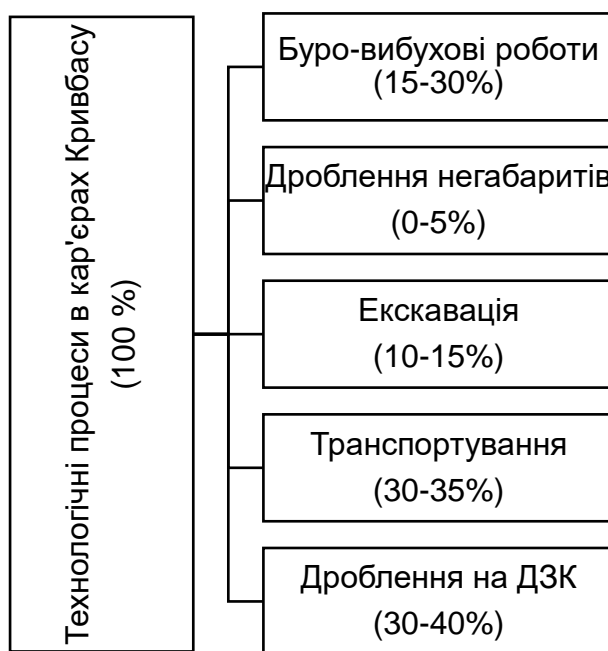 Технологічні процеси в кар'єрах Кривбасу
(100 %)
Буро-вибухові роботи
(15-30%)
Дроблення негабаритів
(0-5%)
Екскавація
(10-15%)
Транспортування
(30-35%)
Дроблення на ДЗК
(30-40%)